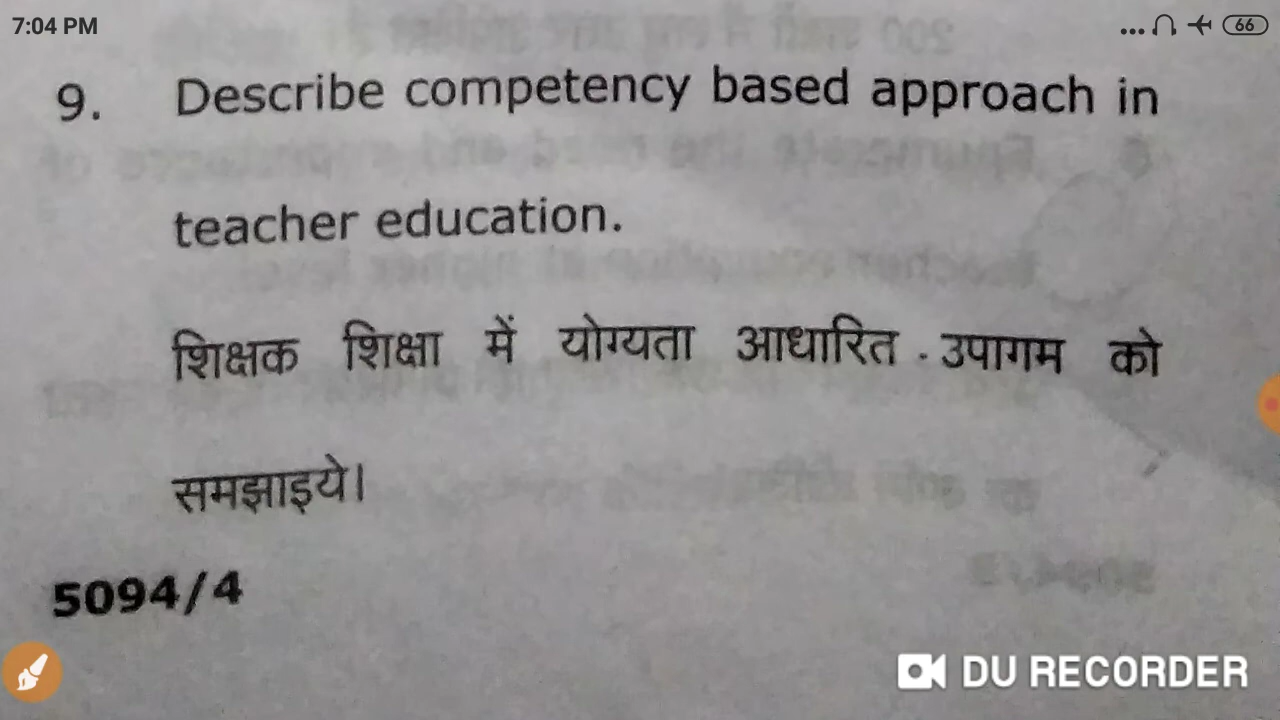 7:04 PM
... 66
9. Describe competency based approach in
teacher education.
शिक्षक शिक्षा में योग्यता आधारित . उपागम को
समझाइये।
5094/4
DU RECORDER